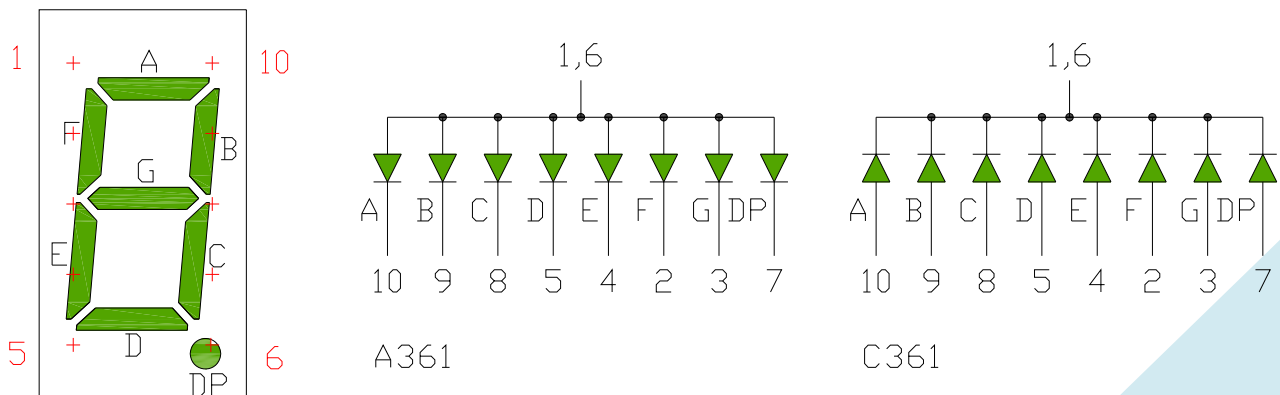 1 10
A
F
B
G
E
C
D
5 6
DP
1,6
A B C D E F G DP
10 9 8 5 4 2 3 7
A361
1,6
A B C D E F G DP
10 9 8 5 4 2 3 7
C361